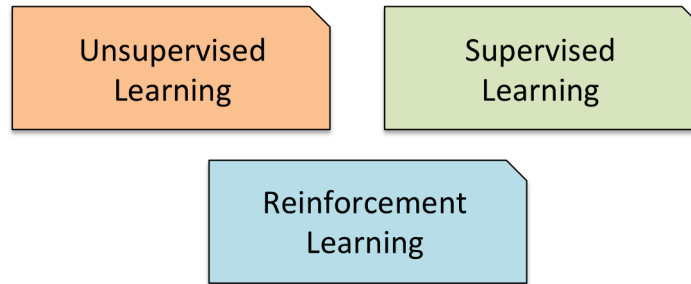 Unsupervised
Learning
Supervised
Learning
Reinforcement
Learning